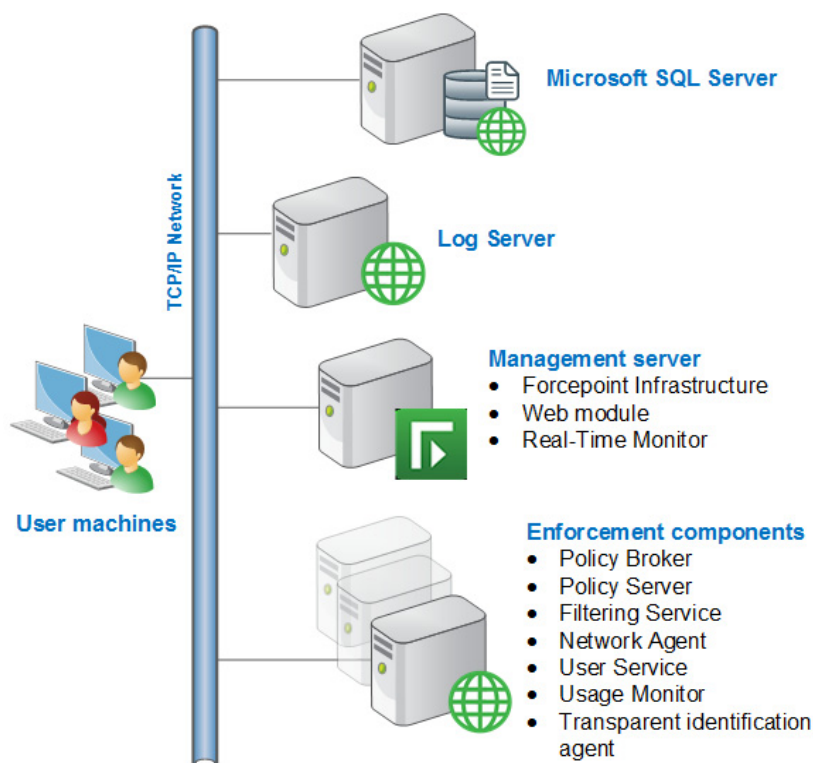 Microsoft SQL Server
TCP/IP Network
Log Server
Management server
• Forcepoint Infrastructure
• Web module
• Real-Time Monitor
User machines
Enforcement components
• Policy Broker
• Policy Server
• Filtering Service
• Network Agent
• User Service
• Usage Monitor
• Transparent identification
agent